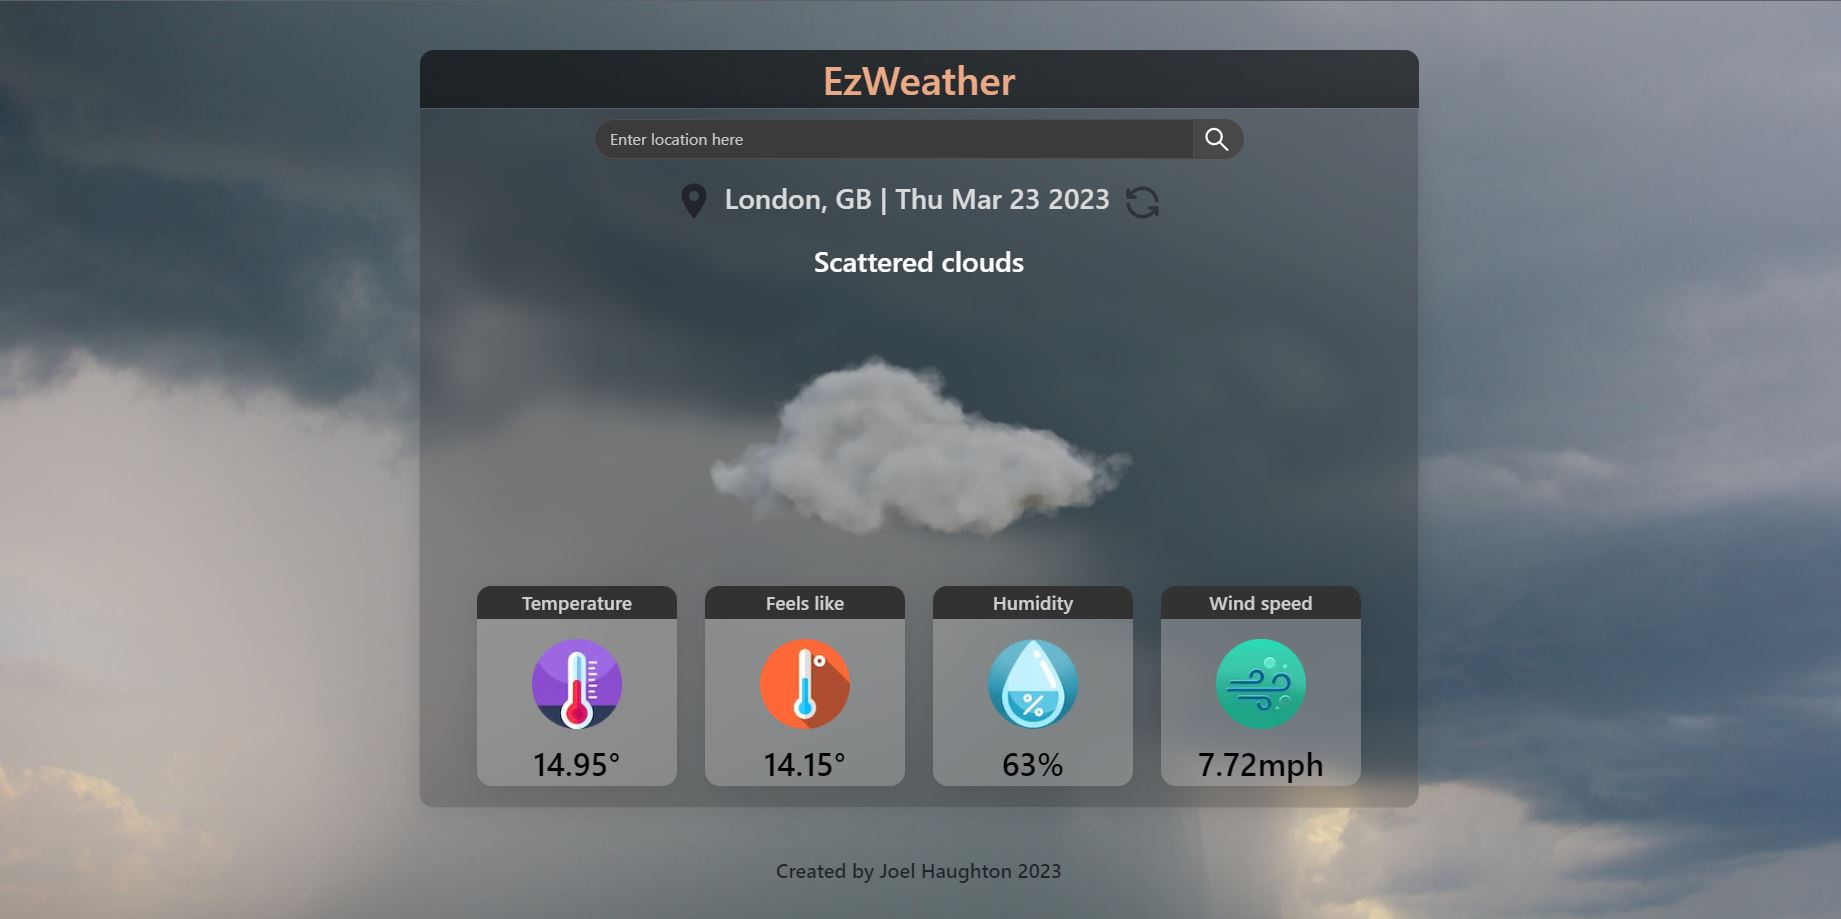 EzWeather
Enter location here
London, GB | Thu Mar 23 2023
Scattered clouds
Temperature
Feels like
Humidity
Wind speed
%
14.95°
14.15°
63%
7.72mph
Created by Joel Haughton 2023